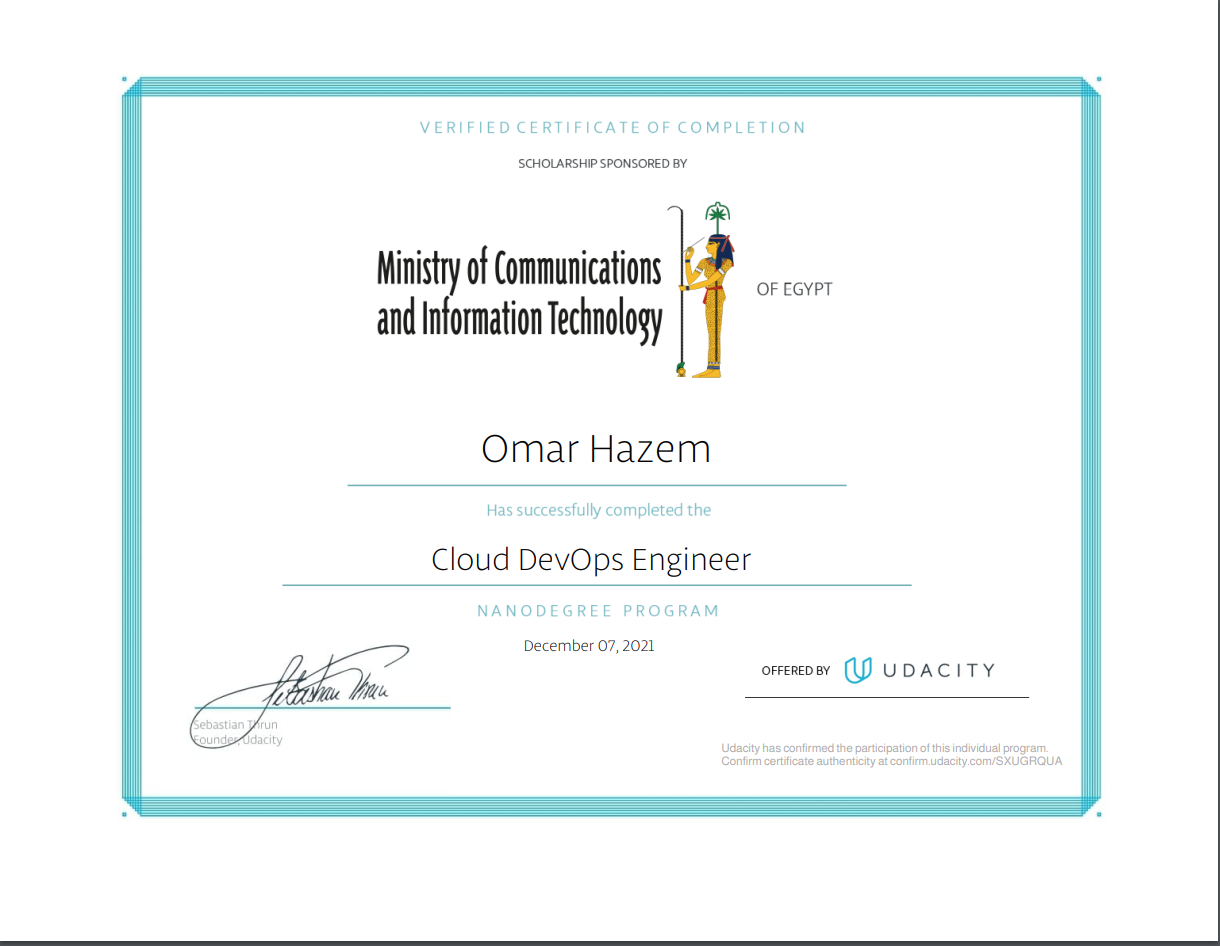 VERIFIED CERTIFICATE OF COMPLETION
SCHOLARSHIP SPONSORED BY
Ministry of Communications
and Information Technology
OF EGYPT
Omar Hazem
Has successfully completed the
Cloud DevOps Engineer
NANODEGREE PROGRAM
December 07, 2021
Sebastian Thrun
Sebastian Thrun
Founder, Udacity
OFFERED BY UDACITY
Udacity has confirmed the participation of this individual program.
Confirm certificate authenticity at confirm.udacity.com/SXUGRQUA